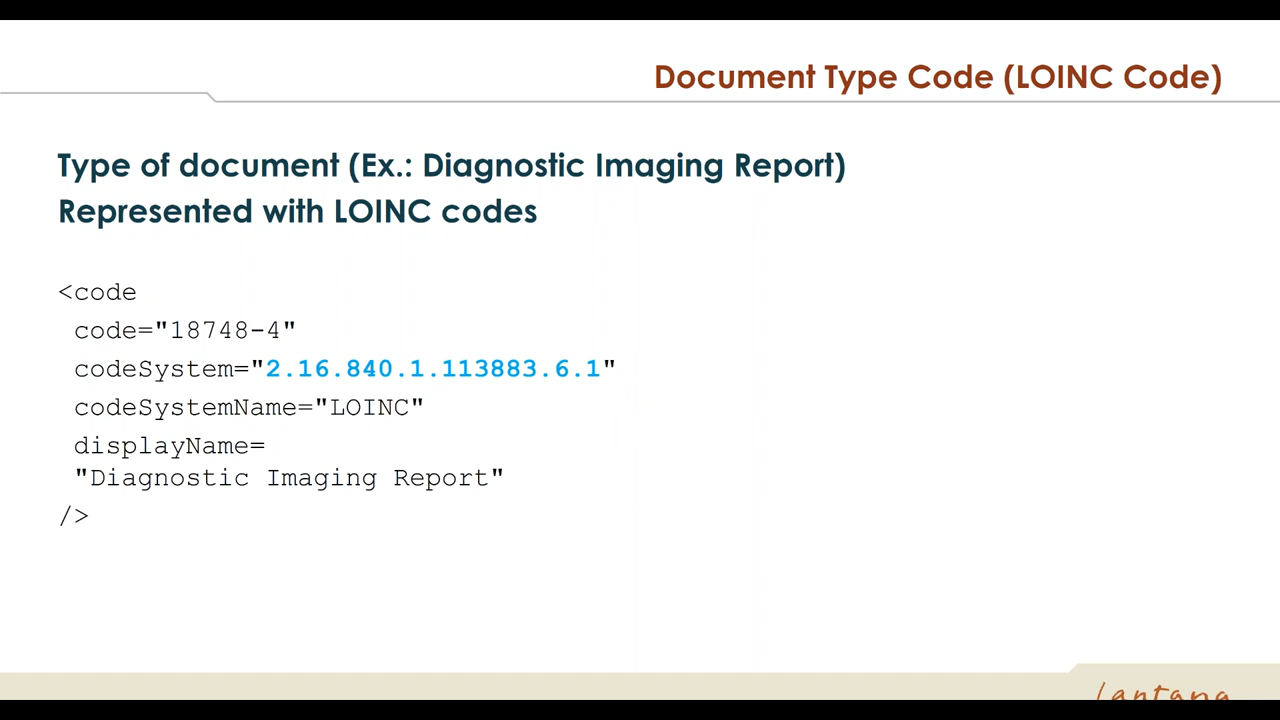 Document Type Code (LOINC Code)
Type of document (Ex.: Diagnostic Imaging Report)
Represented with LOINC codes
<code
code="18748-4"
codeSystem="2.16.840.1.113883.6.1"
codeSystemName="LOINC"
displayName=
"Diagnostic Imaging Report"
/>
lantana